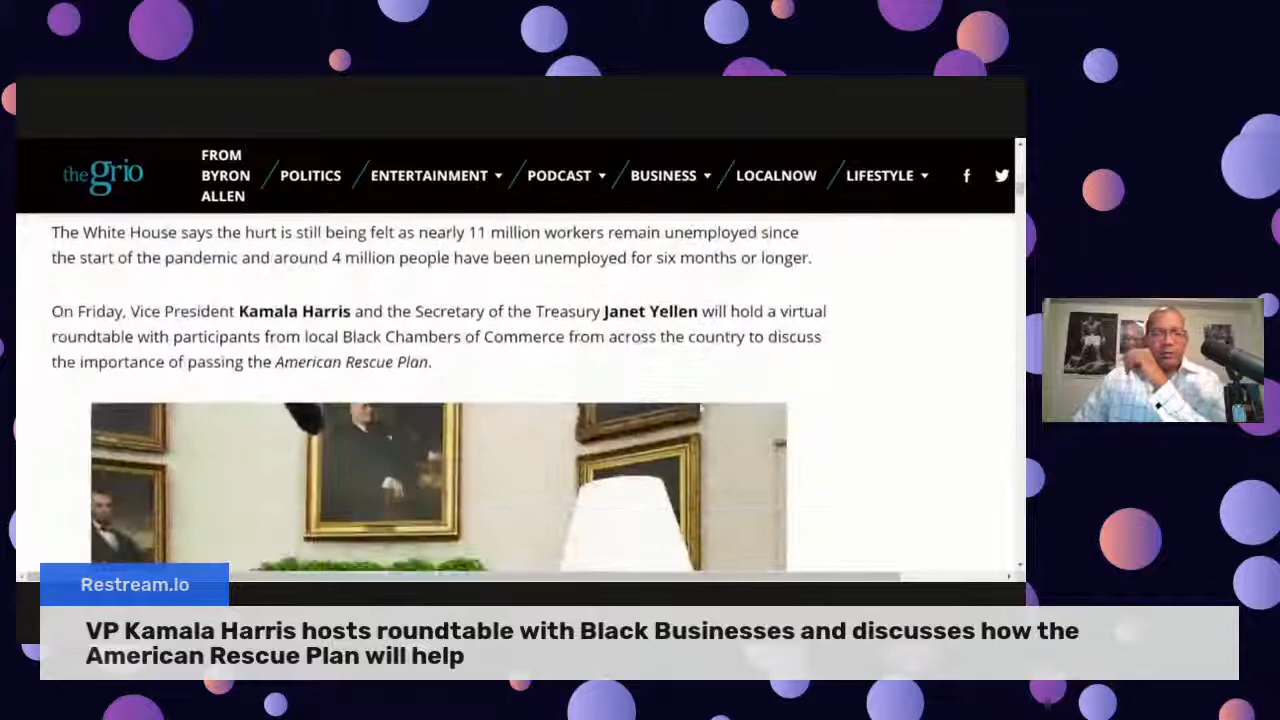 the grio
FROM
BYRON
ALLEN
POLITICS
ENTERTAINMENT
PODCAST
BUSINESS
LOCALNOW
LIFESTYLE
The White House says the hurt is still being felt as nearly 11 million workers remain unemployed since
the start of the pandemic and around 4 million people have been unemployed for six months or longer.
On Friday, Vice President Kamala Harris and the Secretary of the Treasury Janet Yellen will hold a virtual
roundtable with participants from local Black Chambers of Commerce from across the country to discuss
the importance of passing the American Rescue Plan.
Restream.Io
VP Kamala Harris hosts roundtable with Black Businesses and discusses how the
American Rescue Plan will help